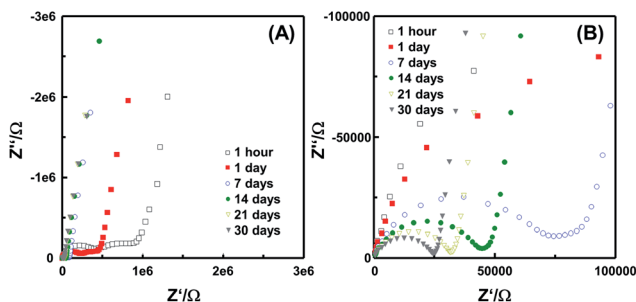 (A)
-3e6
-2e6
-1e6
0
Z‘‘/Ω
1 hour
1 day
7 days
14 days
21 days
30 days
0
1e6
2e6
3e6
Z‘/Ω
(B)
-100000
-50000
0
Z‘‘/Ω
1 hour
1 day
7 days
14 days
21 days
30 days
0
50000
100000
Z‘/Ω